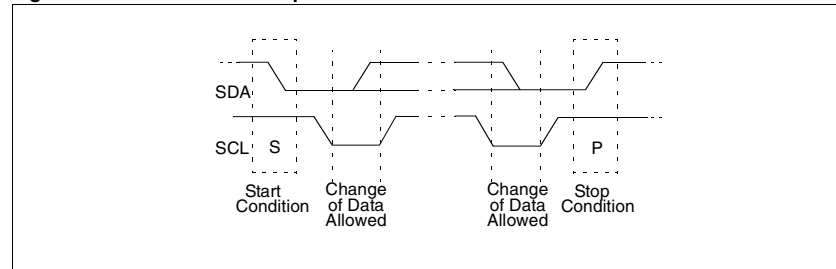 SDA
SCL
S
P
Start
Condition
Change
of Data
Allowed
Change
of Data
Allowed
Stop
Condition